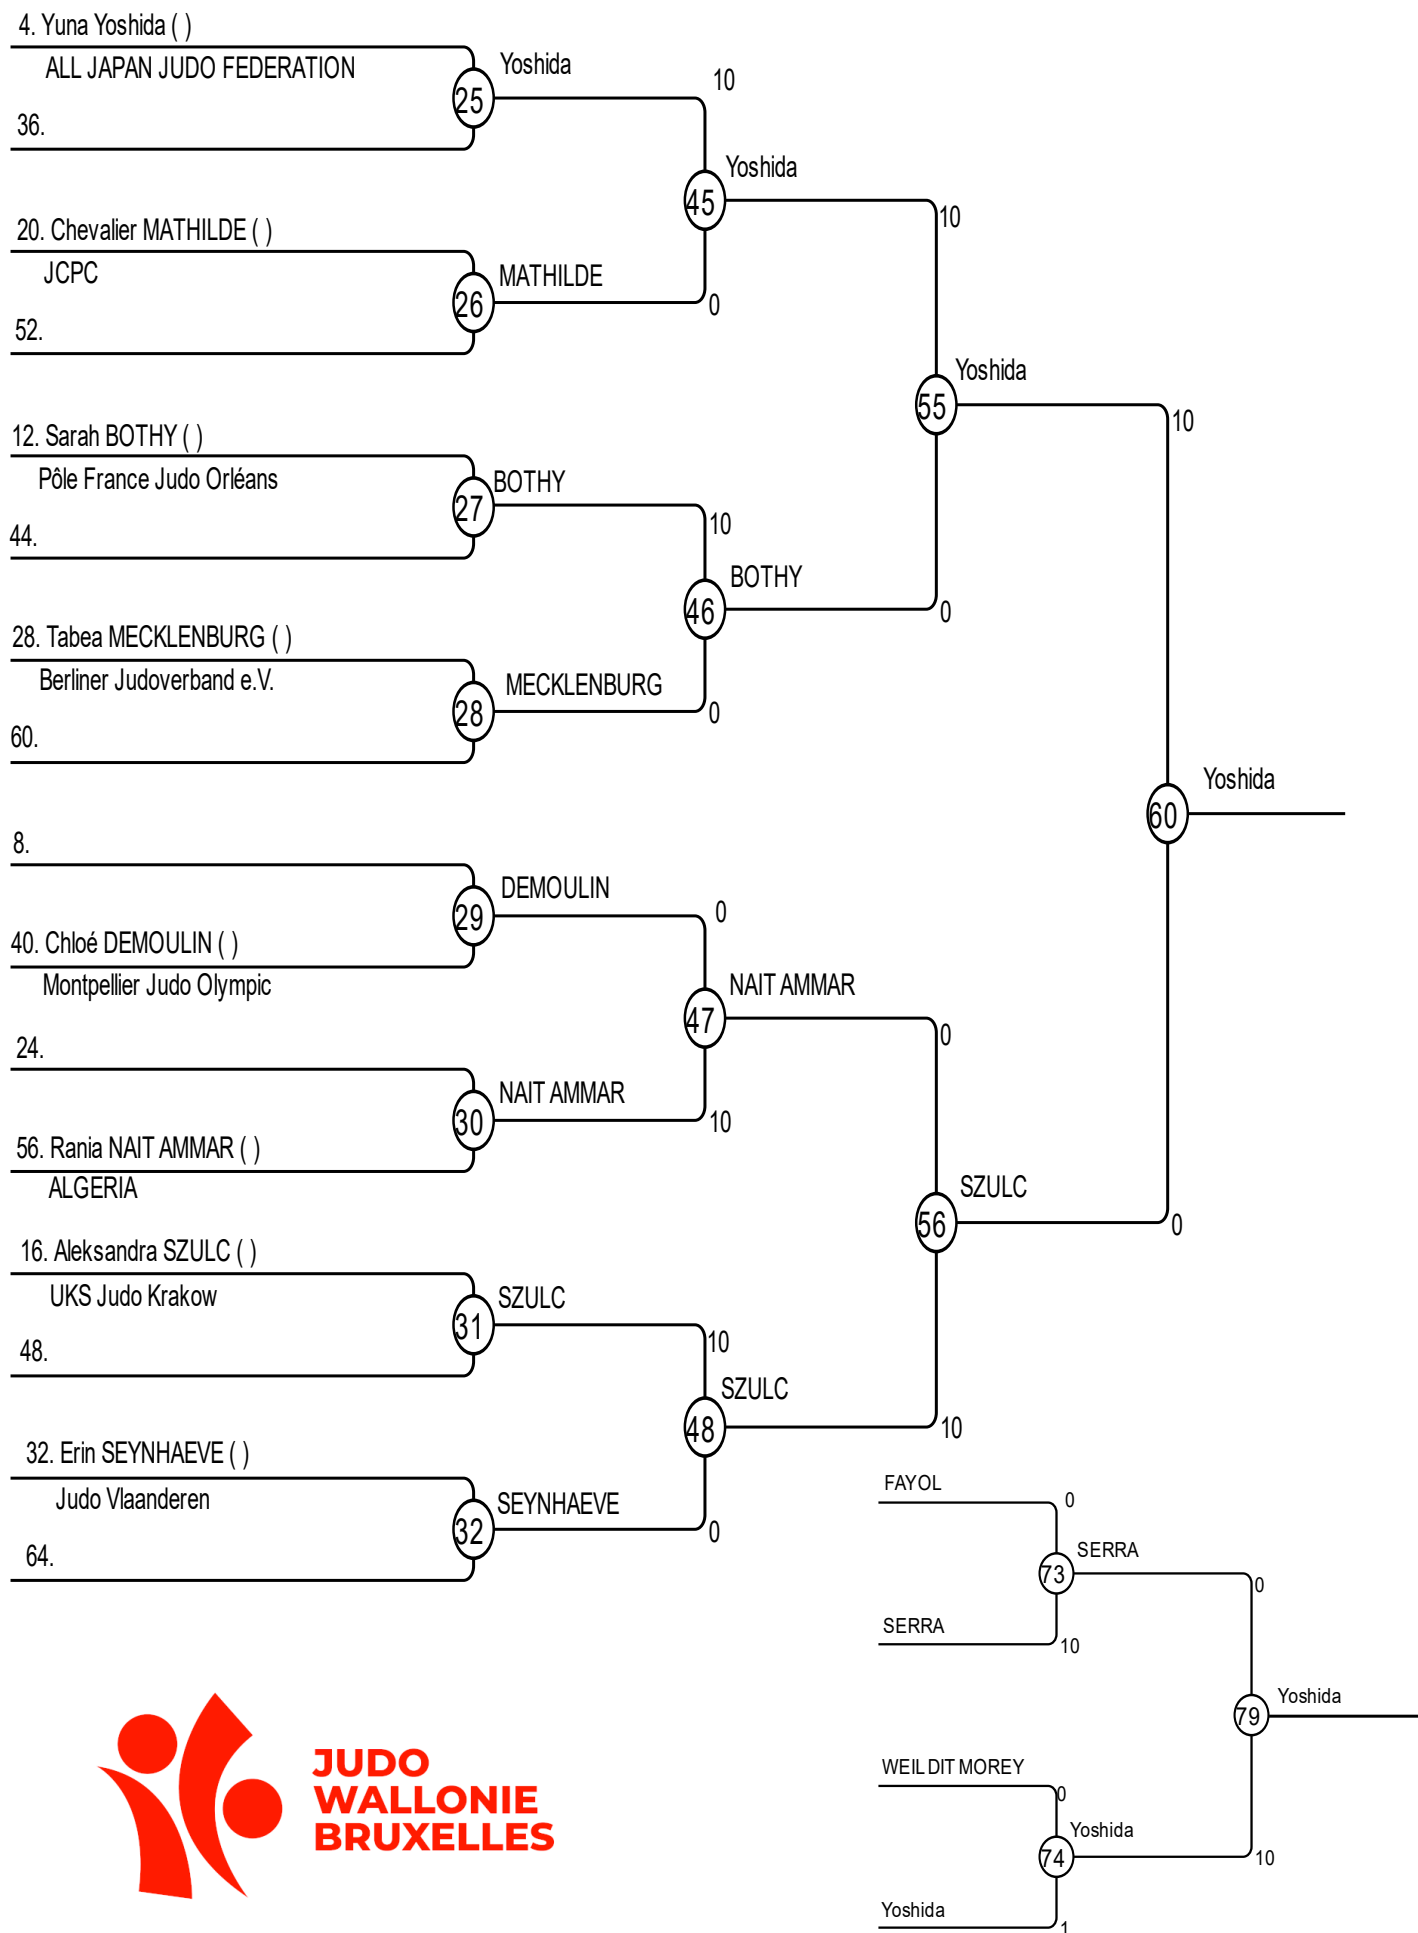 4. Yuna Yoshida ( )
ALL JAPAN JUDO FEDERATION
25
Yoshida
10
36.
45
Yoshida
10
20. Chevalier MATHILDE ( )
JCPC
26
MATHILDE
0
52.
55
Yoshida
10
12. Sarah BOTHY ( )
Pôle France Judo Orléans
27
BOTHY
10
44.
46
BOTHY
0
28. Tabea MECKLENBURG ( )
Berliner Judoverband e.V.
28
MECKLENBURG
0
60.
60
Yoshida
8.
29
DEMOULIN
0
40. Chloé DEMOULIN ( )
Montpellier Judo Olympic
47
NAIT AMMAR
0
24.
30
NAIT AMMAR
10
56. Rania NAIT AMMAR ( )
ALGERIA
56
SZULC
0
16. Aleksandra SZULC ( )
UKS Judo Krakow
31
SZULC
10
48.
48
SZULC
10
32. Erin SEYNHAEVE ( )
Judo Vlaanderen
32
SEYNHAEVE
0
64.
FAYOL
0
73
SERRA
0
SERRA
10
79
Yoshida
WEIL DIT MOREY
0
74
Yoshida
10
Yoshida
1
JUDO
WALLONIE
BRUXELLES